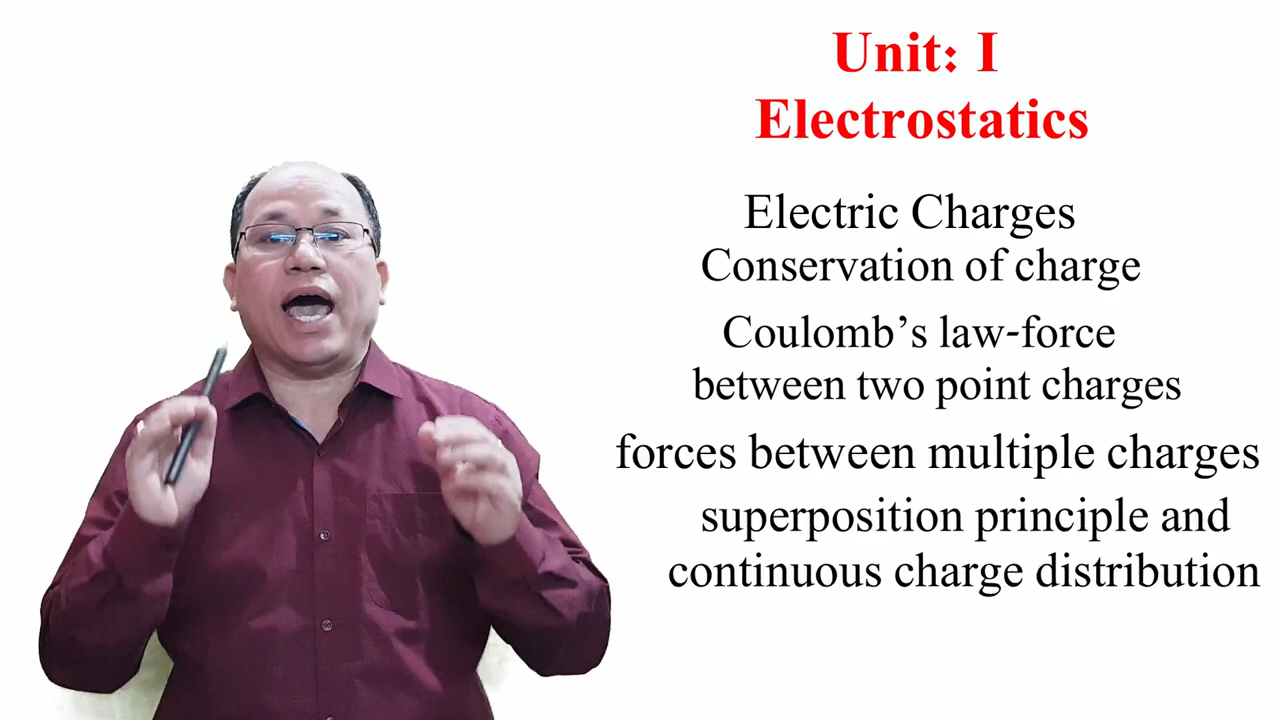 Unit: I
Electrostatics
Electric Charges
Conservation of charge
Coulomb’s law-force
between two point charges
forces between multiple charges
superposition principle and
continuous charge distribution